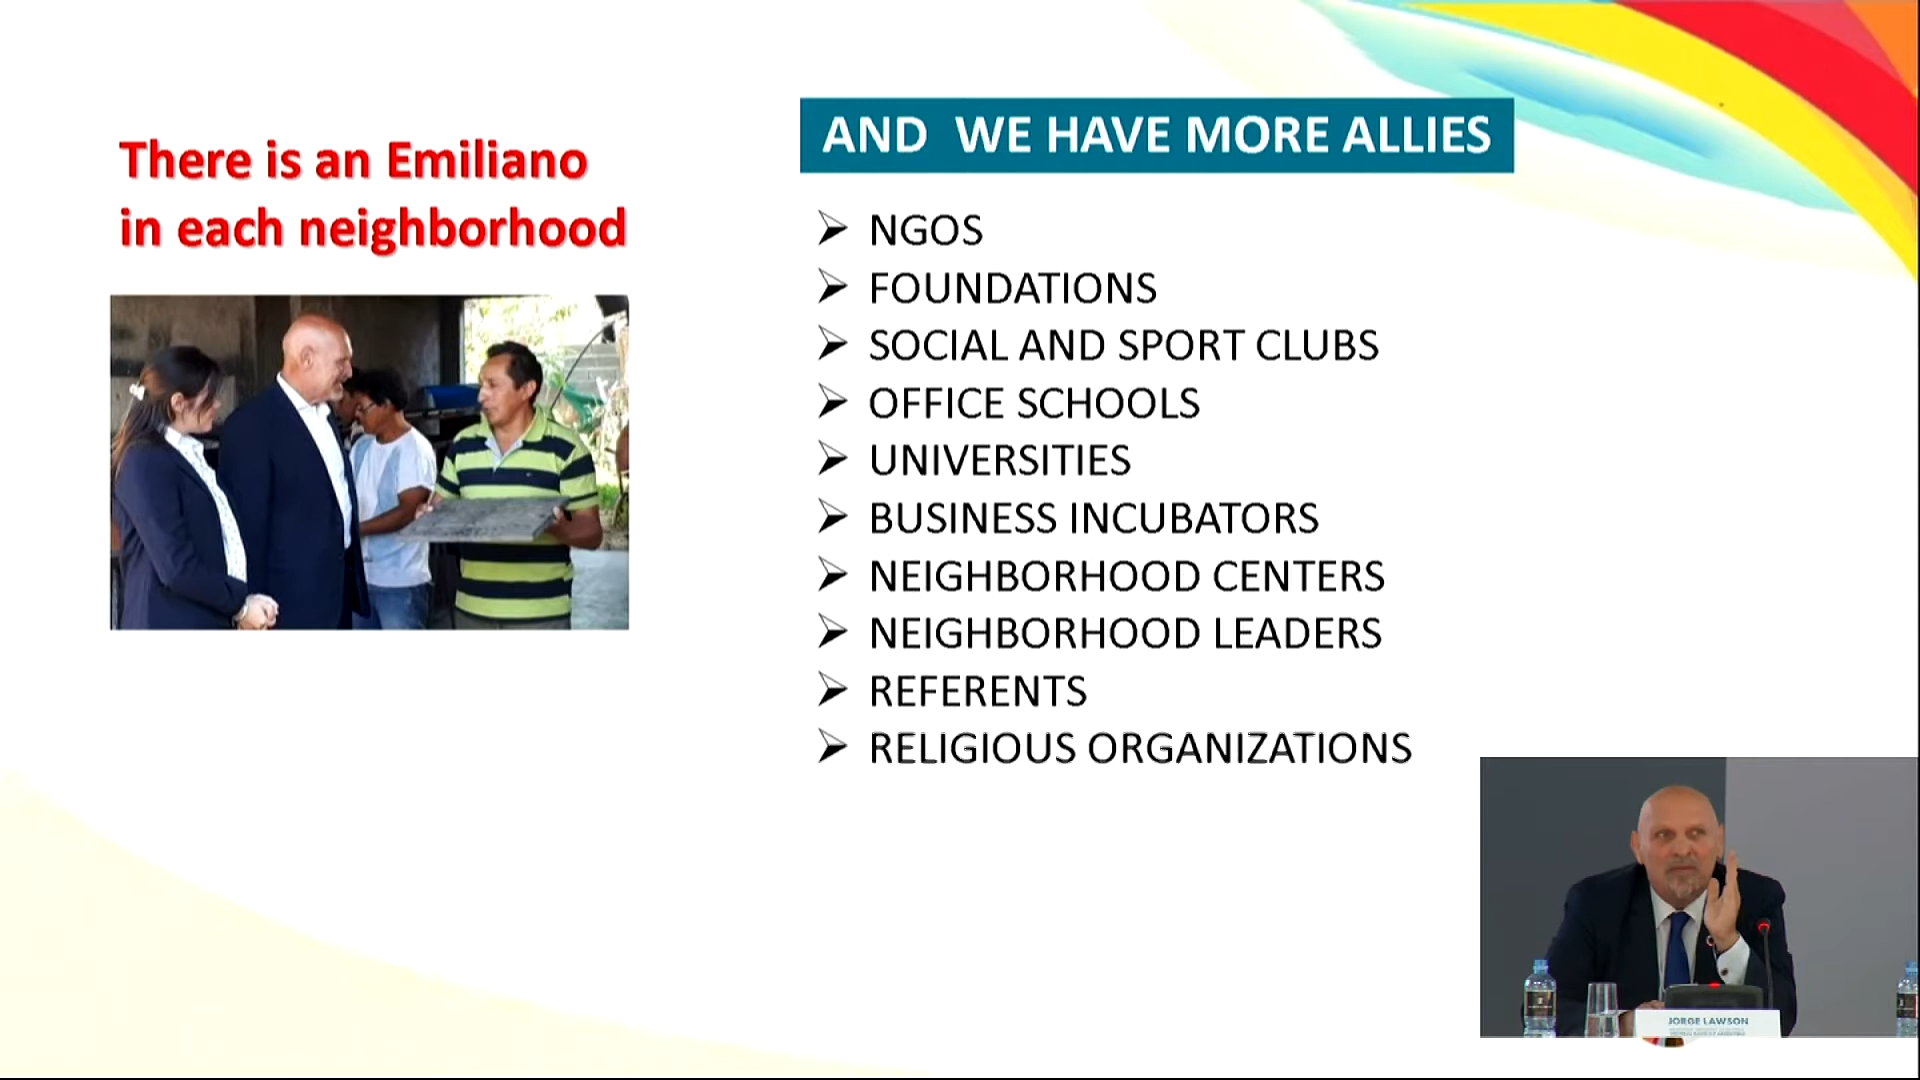 There is an Emiliano
in each neighborhood
AND WE HAVE MORE ALLIES
NGOS
FOUNDATIONS
SOCIAL AND SPORT CLUBS
OFFICE SCHOOLS
UNIVERSITIES
BUSINESS INCUBATORS
NEIGHBORHOOD CENTERS
NEIGHBORHOOD LEADERS
REFERENTS
RELIGIOUS ORGANIZATIONS
JORGE LAWSON